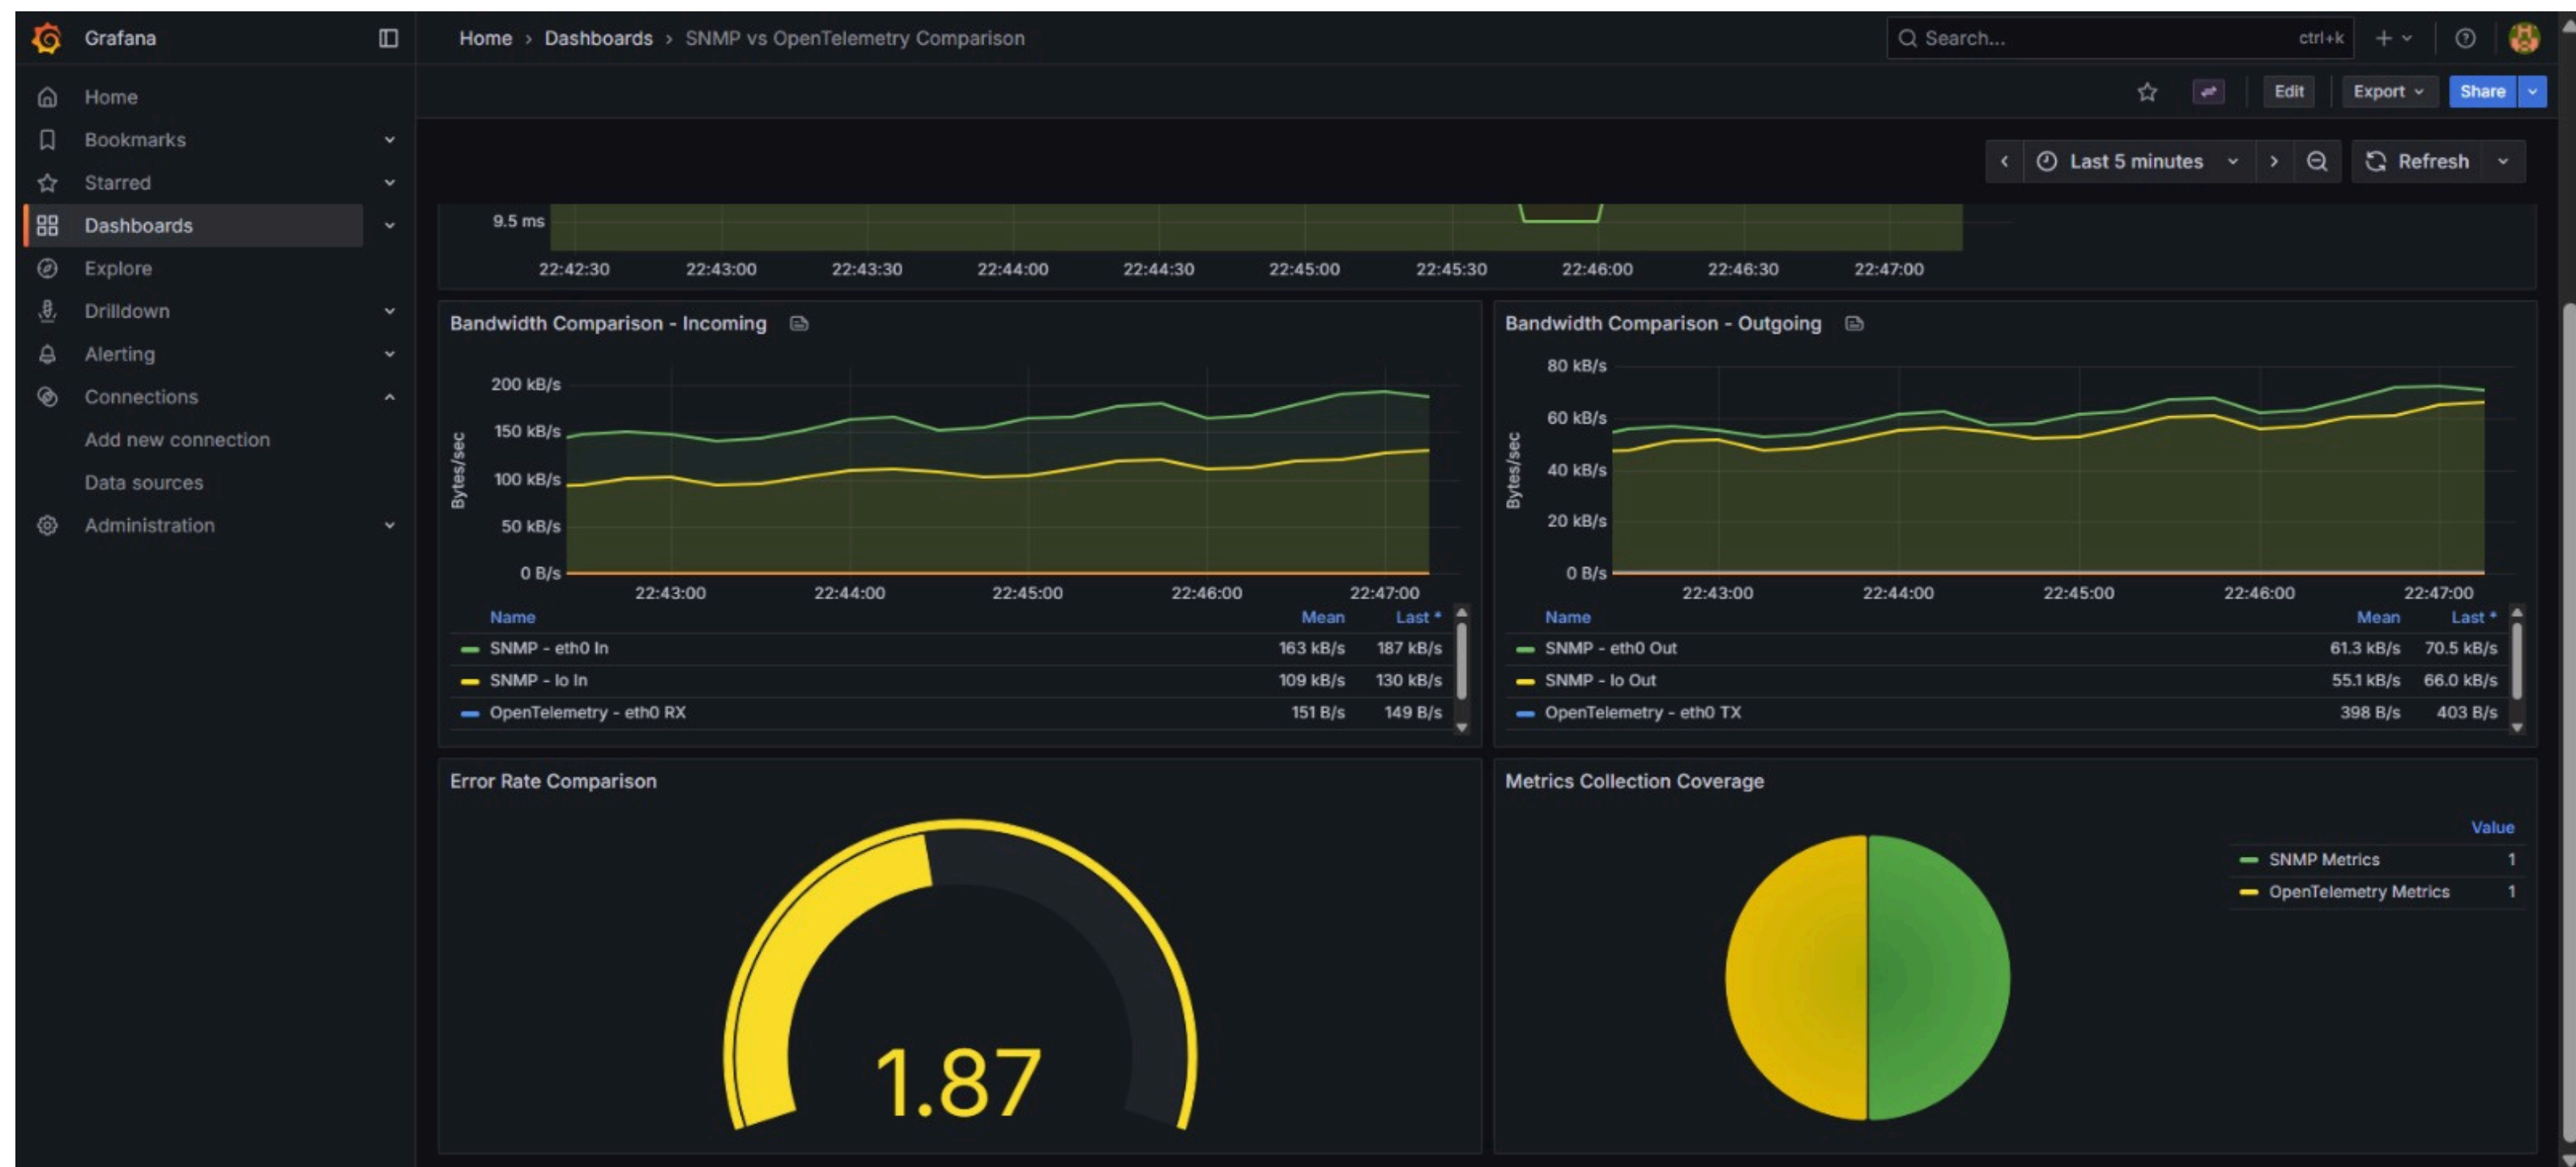 Grafana
Home › Dashboards › SNMP vs OpenTelemetry Comparison
Search... ctrl+k
Home
Bookmarks
Starred
Dashboards
Explore
Drilldown
Alerting
Connections
Add new connection
Data sources
Administration
Edit Export Share
Last 5 minutes Refresh
9.5 ms
22:42:30 22:43:00 22:43:30 22:44:00 22:44:30 22:45:00 22:45:30 22:46:00 22:46:30 22:47:00
Bandwidth Comparison - Incoming
Bytes/sec
200 kB/s
150 kB/s
100 kB/s
50 kB/s
0 B/s
22:43:00 22:44:00 22:45:00 22:46:00 22:47:00
Name Mean Last *
SNMP - eth0 In 163 kB/s 187 kB/s
SNMP - lo In 109 kB/s 130 kB/s
OpenTelemetry - eth0 RX 151 B/s 149 B/s
Bandwidth Comparison - Outgoing
Bytes/sec
80 kB/s
60 kB/s
40 kB/s
20 kB/s
0 B/s
22:43:00 22:44:00 22:45:00 22:46:00 22:47:00
Name Mean Last *
SNMP - eth0 Out 61.3 kB/s 70.5 kB/s
SNMP - lo Out 55.1 kB/s 66.0 kB/s
OpenTelemetry - eth0 TX 398 B/s 403 B/s
Error Rate Comparison
1.87
Metrics Collection Coverage
Value
SNMP Metrics 1
OpenTelemetry Metrics 1